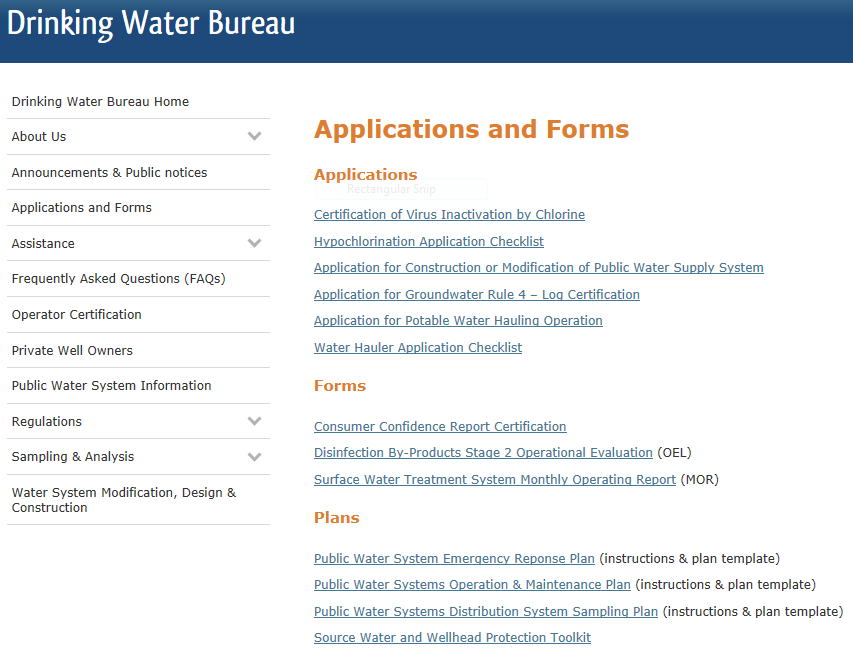 Drinking Water Bureau
Drinking Water Bureau Home
About Us
Announcements & Public notices
Applications and Forms
Assistance
Frequently Asked Questions (FAQs)
Operator Certification
Private Well Owners
Public Water System Information
Regulations
Sampling & Analysis
Water System Modification, Design &
Construction
Applications and Forms
Applications
Rectangular Snip
Certification of Virus Inactivation by Chlorine
Hypochlorination Application Checklist
Application for Construction or Modification of Public Water Supply System
Application for Groundwater Rule 4 – Log Certification
Application for Potable Water Hauling Operation
Water Hauler Application Checklist
Forms
Consumer Confidence Report Certification
Disinfection By-Products Stage 2 Operational Evaluation (OEL)
Surface Water Treatment System Monthly Operating Report (MOR)
Plans
Public Water System Emergency Reponse Plan (instructions & plan template)
Public Water Systems Operation & Maintenance Plan (instructions & plan template)
Public Water Systems Distribution System Sampling Plan (instructions & plan template)
Source Water and Wellhead Protection Toolkit